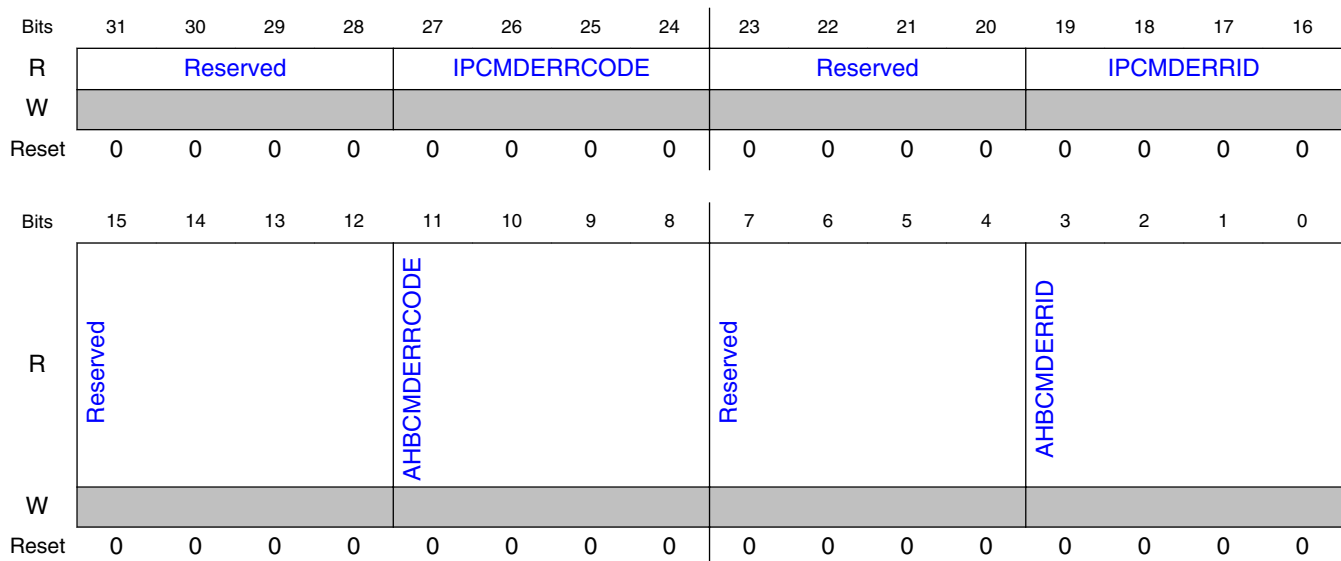 Bits 31 30 29 28 27 26 25 24 23 22 21 20 19 18 17 16
R Reserved IPCMDERRCODE Reserved IPCMDERRID
W
Reset 0 0 0 0 0 0 0 0 0 0 0 0 0 0 0 0
Bits 15 14 13 12 11 10 9 8 7 6 5 4 3 2 1 0
R Reserved AHBCMDERRCODE Reserved AHBCMDERRID
W
Reset 0 0 0 0 0 0 0 0 0 0 0 0 0 0 0 0